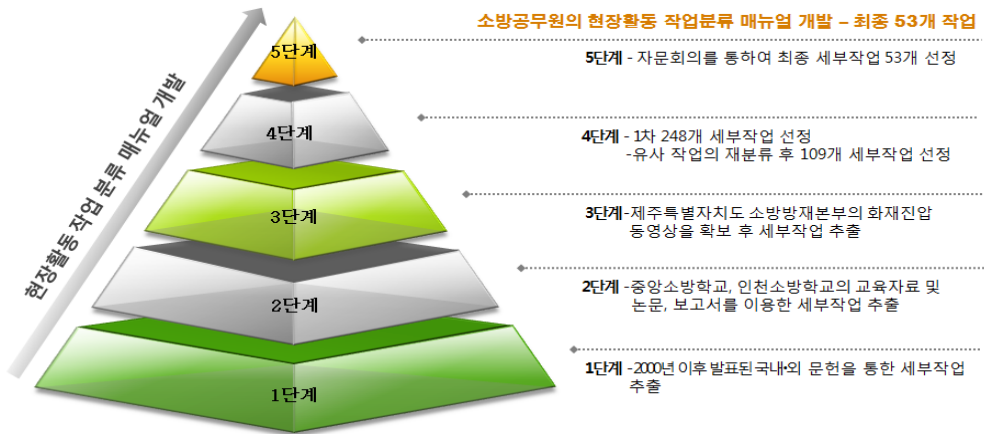 소방공무원의 현장활동 작업분류 매뉴얼 개발 – 최종 53개 작업
5단계
5단계 - 자문회의를 통하여 최종 세부작업 53개 선정
4단계
4단계 - 1차 248개 세부작업 선정
-유사 작업의 재분류 후 109개 세부작업 선정
현장활동 작업 분류 매뉴얼 개발
3단계
3단계 -제주특별자치도 소방방재본부의 화재진압
동영상을 확보 후 세부작업 추출
2단계
2단계 -중앙소방학교, 인천소방학교의 교육자료 및
논문, 보고서를 이용한 세부작업 추출
1단계
1단계 -2000년 이후 발표된 국내•외 문헌을 통한 세부작업
추출